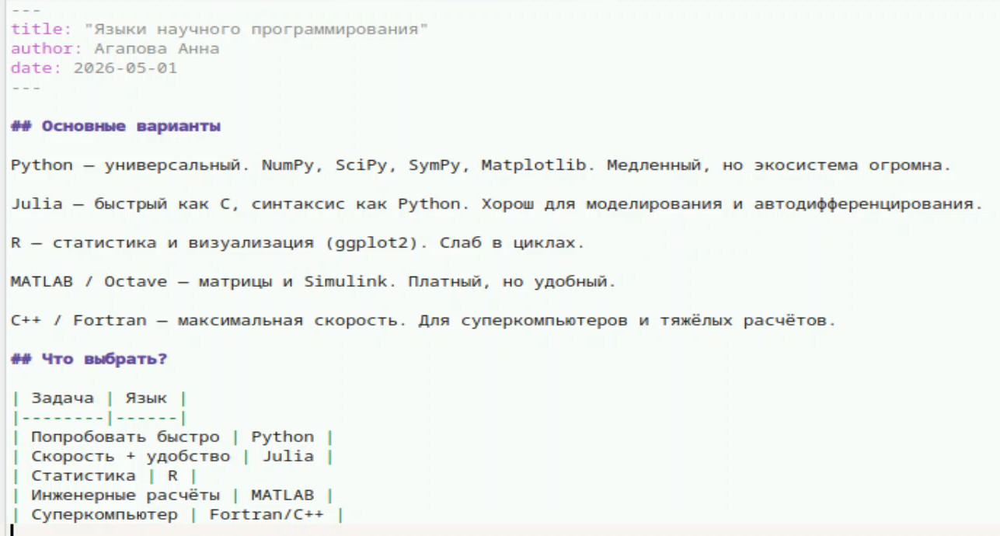 ---
title: "Языки научного программирования"
author: Агапова Анна
date: 2026-05-01
---
## Основные варианты
Python — универсальный. NumPy, SciPy, SymPy, Matplotlib. Медленный, но экосистема огромна.
Julia — быстрый как C, синтаксис как Python. Хорош для моделирования и автодифференцирования.
R — статистика и визуализация (ggplot2). Слаб в циклах.
MATLAB / Octave — матрицы и Simulink. Платный, но удобный.
C++ / Fortran — максимальная скорость. Для суперкомпьютеров и тяжёлых расчётов.
## Что выбрать?
| Задача | Язык |
|--------|------|
| Попробовать быстро | Python |
| Скорость + удобство | Julia |
| Статистика | R |
| Инженерные расчёты | MATLAB |
| Суперкомпьютер | Fortran/C++ |